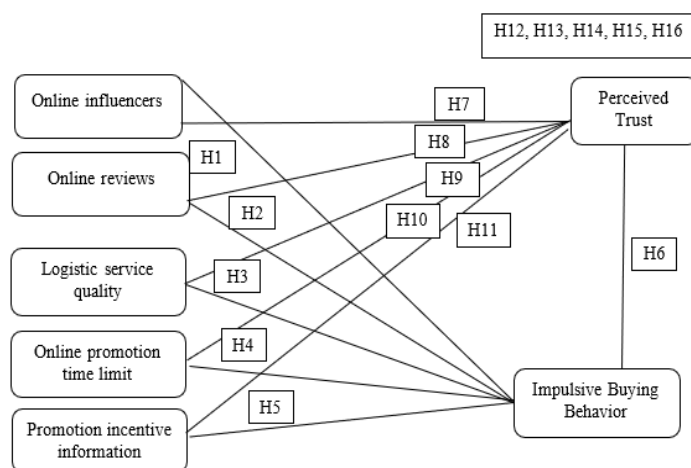 H12, H13, H14, H15, H16
Online influencers
H7
Perceived
Trust
Online reviews
H1
H8
H9
H2
H10
H11
Logistic service
quality
H3
H6
Online promotion
time limit
H4
Impulsive Buying
Behavior
H5
Promotion incentive
information